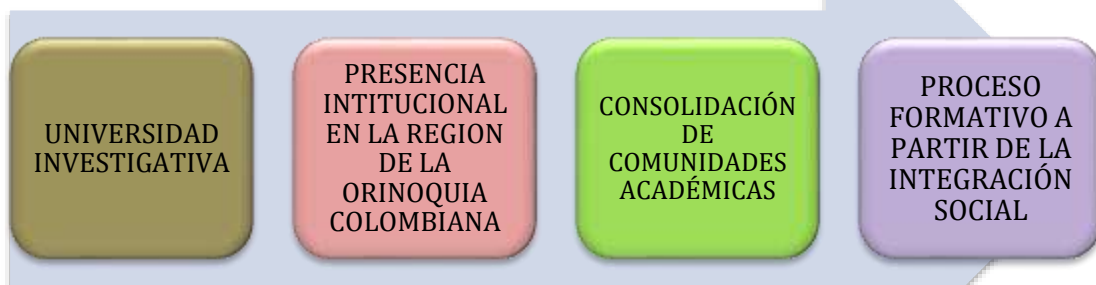 UNIVERSIDAD
INVESTIGATIVA
PRESENCIA
INTITUCIONAL
EN LA REGION
DE LA
ORINOQUIA
COLOMBIANA
CONSOLIDACIÓN
DE
COMUNIDADES
ACADÉMICAS
PROCESO
FORMATIVO A
PARTIR DE LA
INTEGRACIÓN
SOCIAL